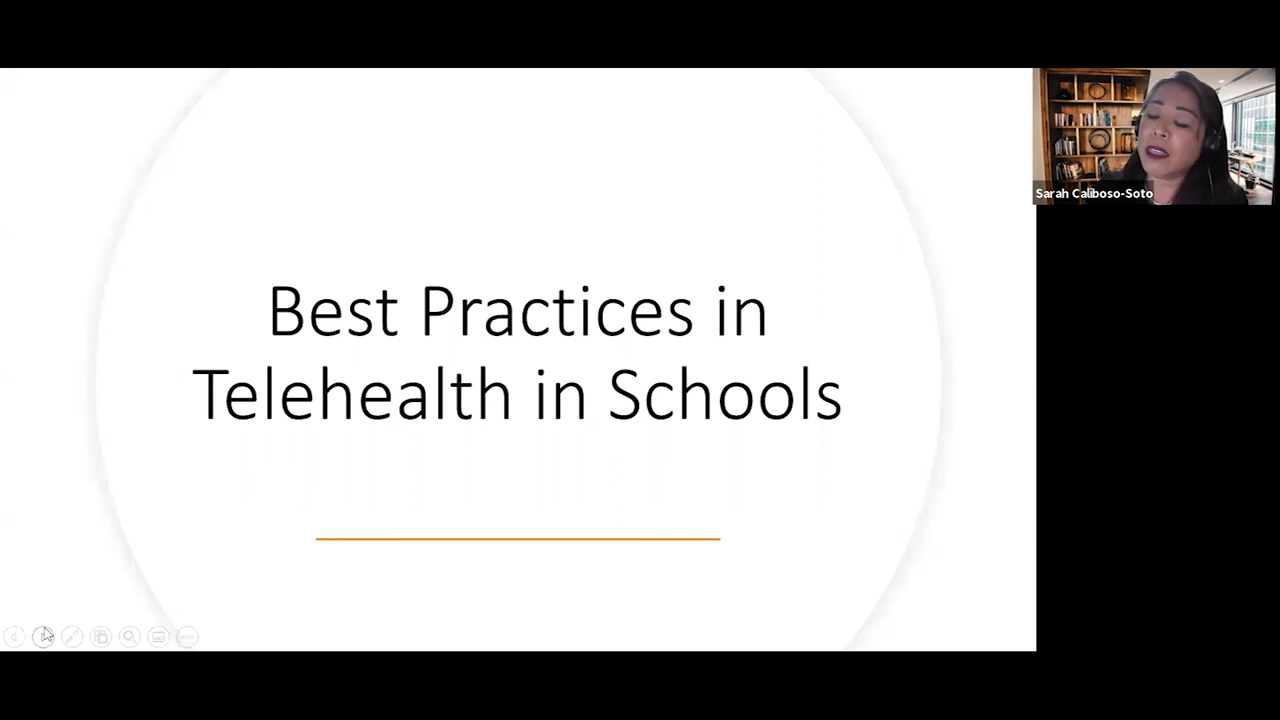 Best Practices in
Telehealth in Schools
Sarah Caliboso-Soto